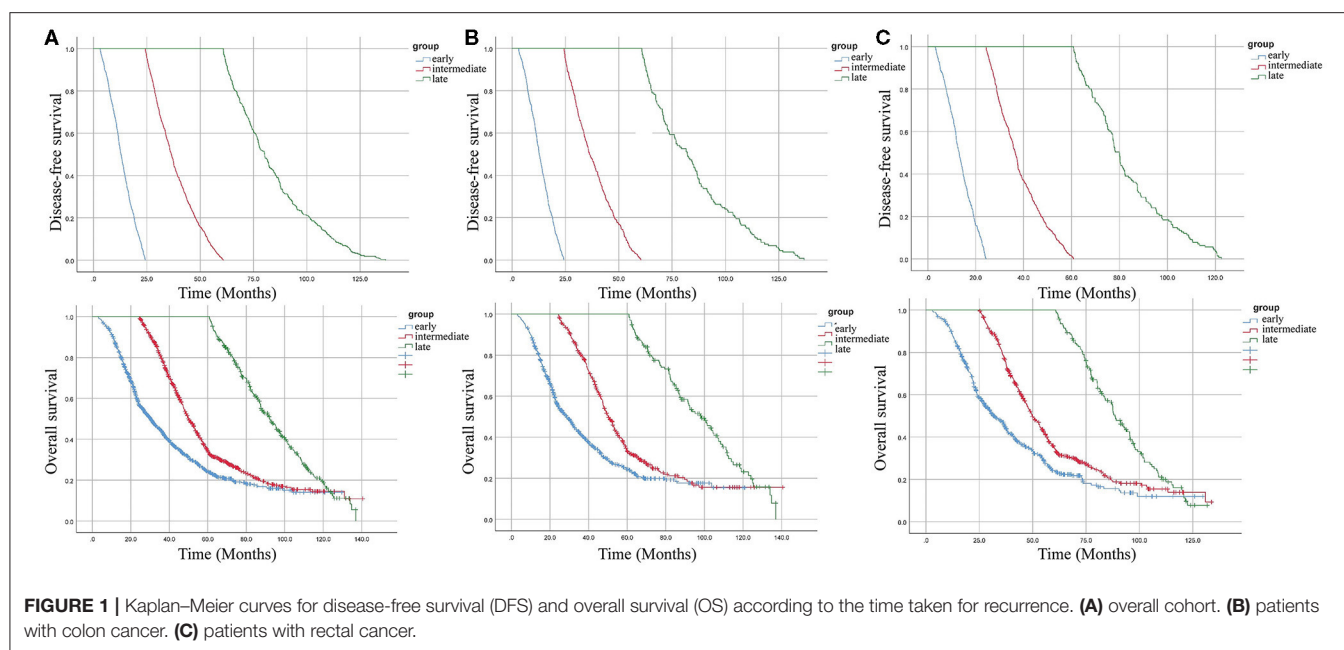 A
group
early
intermediate
late
Disease-free survival
1.0
0.8
0.6
0.4
0.2
0.0
.0 25.0 50.0 75.0 100.0 125.0
Time (Months)
B
group
early
intermediate
late
Disease-free survival
1.0
0.8
0.6
0.4
0.2
0.0
.0 25.0 50.0 75.0 100.0 125.0
Time (Months)
C
group
early
intermediate
late
Disease-free survival
1.0
0.8
0.6
0.4
0.2
0.0
.0 20.0 40.0 60.0 80.0 100.0 120.0
Time (Months)
group
early
intermediate
late
Overall survival
1.0
0.8
0.6
0.4
0.2
0.0
.0 20.0 40.0 60.0 80.0 100.0 120.0 140.0
Time (Months)
group
early
intermediate
late
Overall survival
1.0
0.8
0.6
0.4
0.2
0.0
.0 20.0 40.0 60.0 80.0 100.0 120.0 140.0
Time (Months)
group
early
intermediate
late
Overall survival
1.0
0.8
0.6
0.4
0.2
0.0
.0 25.0 50.0 75.0 100.0 125.0
Time (Months)
FIGURE 1 | Kaplan–Meier curves for disease-free survival (DFS) and overall survival (OS) according to the time taken for recurrence. (A) overall cohort. (B) patients
with colon cancer. (C) patients with rectal cancer.